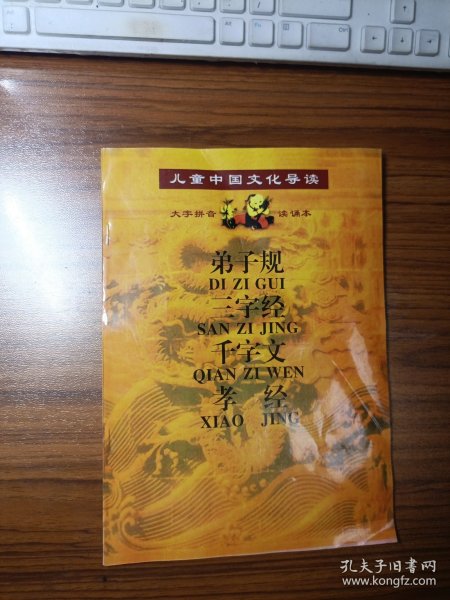 儿童中国文化导读
大字拼音 读诵本
弟子规
DI ZI GUI
三字经
SAN ZI JING
千字文
QIAN ZI WEN
孝 经
XIAO JING
孔夫子旧书网
www.kongfz.com